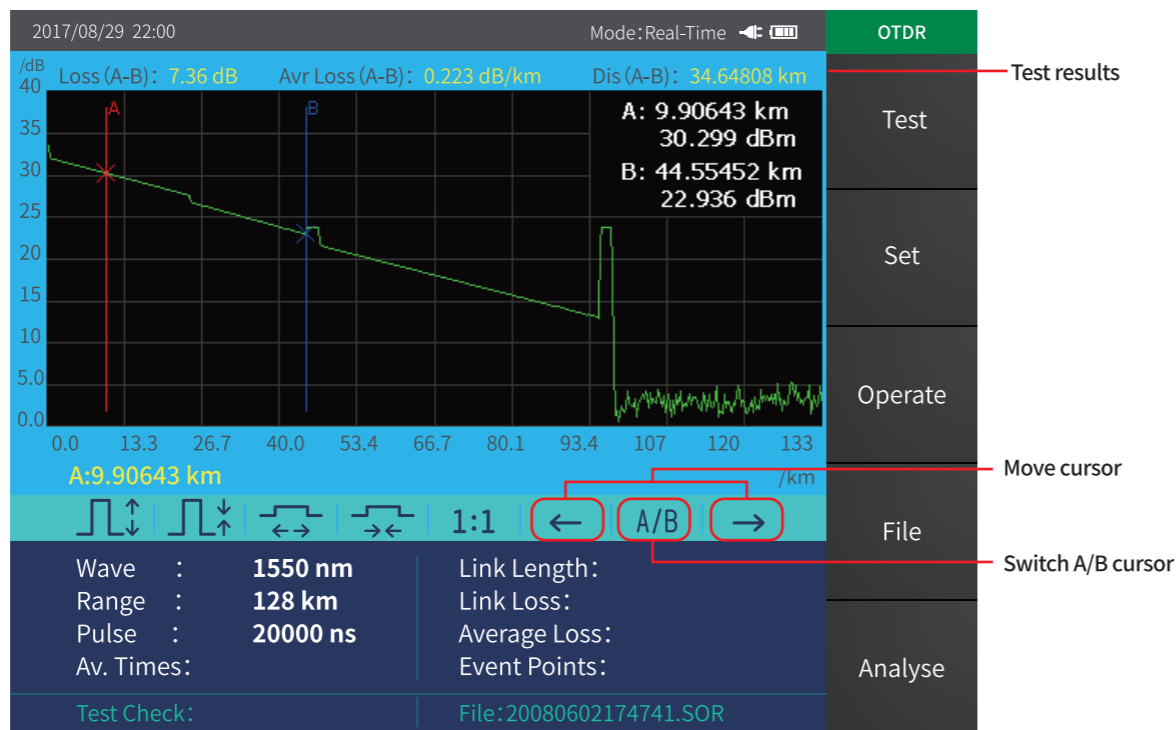 2017/08/29 22:00 Mode:Real-Time OTDR
/dB Loss(A-B): 7.36 dB Avr Loss(A-B): 0.223 dB/km Dis(A-B): 34.64808 km Test results
40
A B A: 9.90643 km
30.299 dBm
B: 44.55452 km
22.936 dBm
35
30
25
20
15
10
5.0
0.0
0.0 13.3 26.7 40.0 53.4 66.7 80.1 93.4 107 120 133
A:9.90643 km /km
1:1 ← A/B →
Wave : 1550 nm Link Length:
Range : 128 km Link Loss:
Pulse : 20000 ns Average Loss:
Av. Times: Event Points:
Test Check: File:20080602174741.SOR
Test
Set
Operate
File
Analyse
Move cursor
Switch A/B cursor